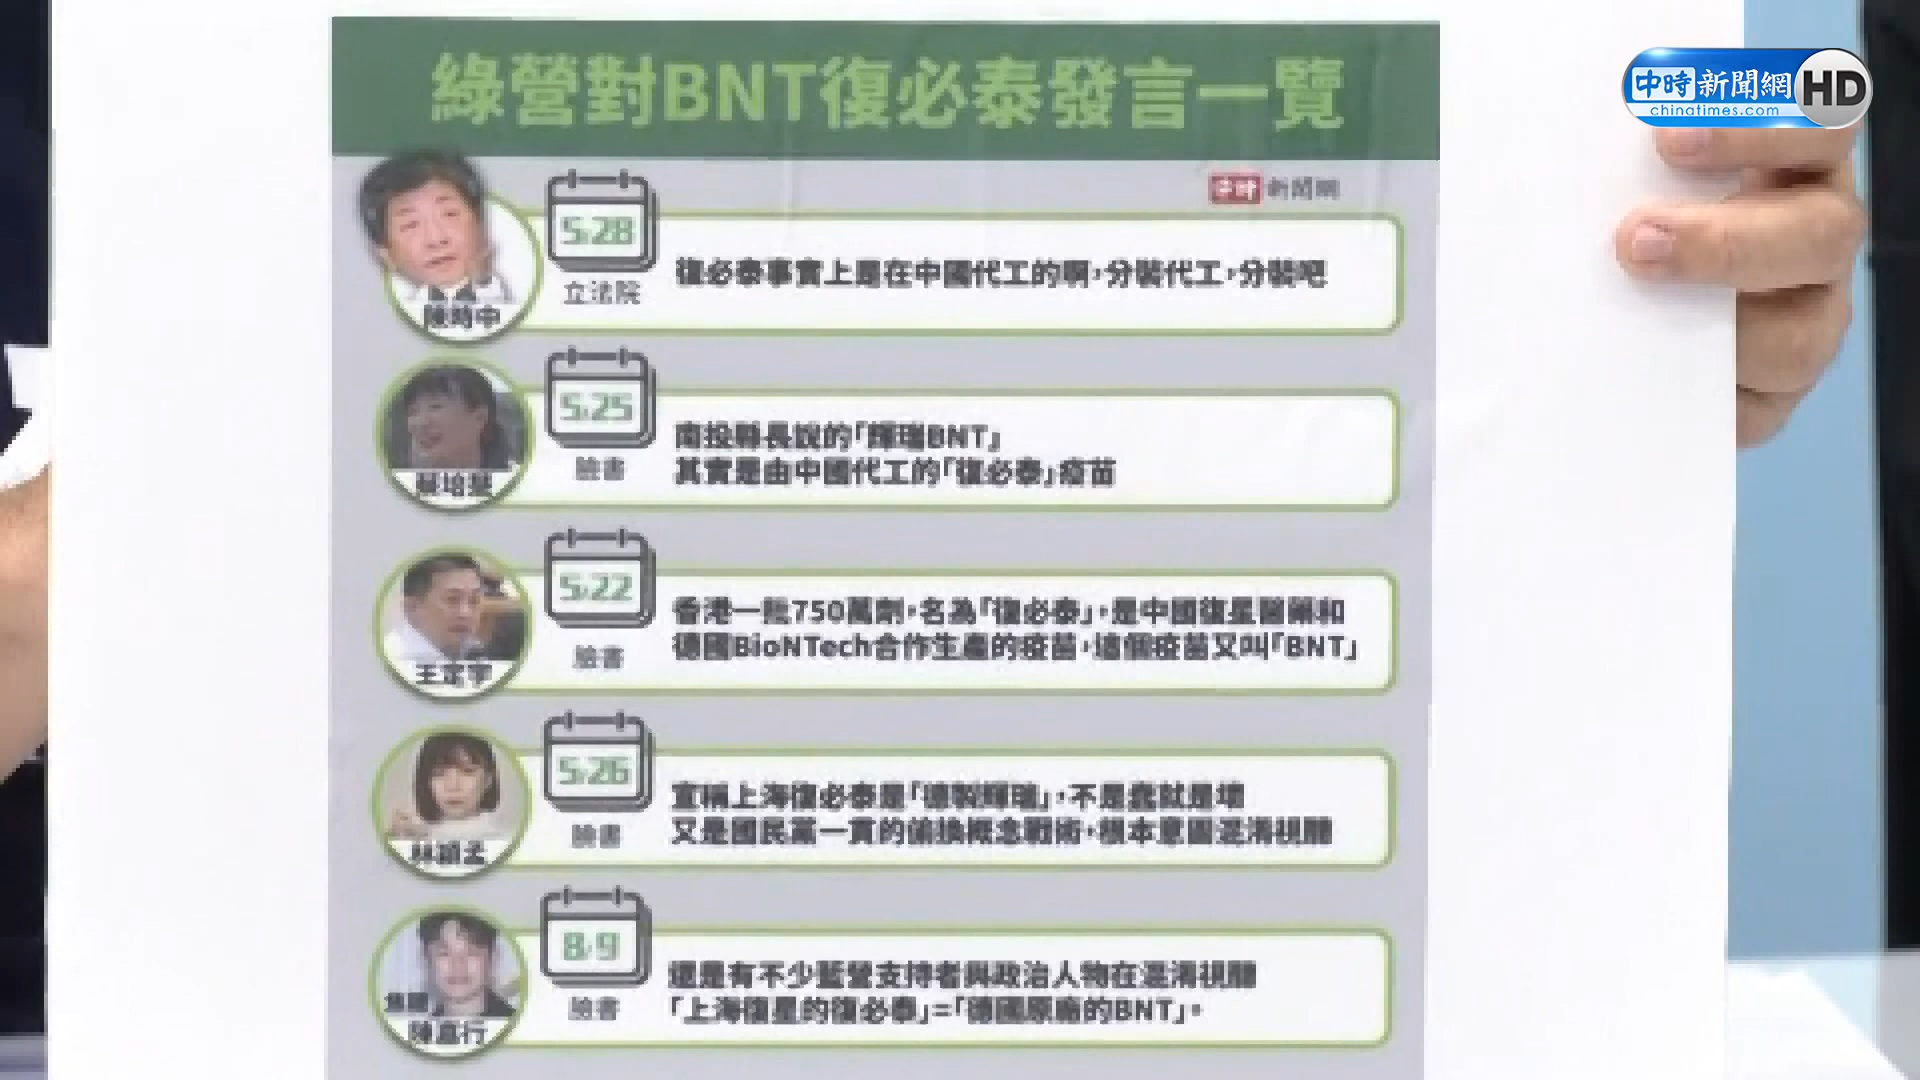 綠營對BNT復必泰發言一覽
中時新聞網 HD
chinatimes.com
中時 新聞網
5/28
立法院
陳時中
復必泰事實上是在中國代工的啊,分裝代工,分裝吧
5/25
臉書
蔡培慧
南投縣長說的「輝瑞BNT」
其實是由中國代工的「復必泰」疫苗
5/22
臉書
王定宇
香港一批750萬劑,名為「復必泰」,是中國復星醫藥和
德國BioNTech合作生產的疫苗,這個疫苗又叫「BNT」
5/26
臉書
林穎孟
宣稱上海復必泰是「德製輝瑞」,不是蠢就是壞
又是國民黨一貫的偷換概念戰術,根本意圖混淆視聽
8/9
臉書
焦糖
陳嘉行
還是有不少藍營支持者與政治人物在混淆視聽
「上海復星的復必泰」=「德國原廠的BNT」。